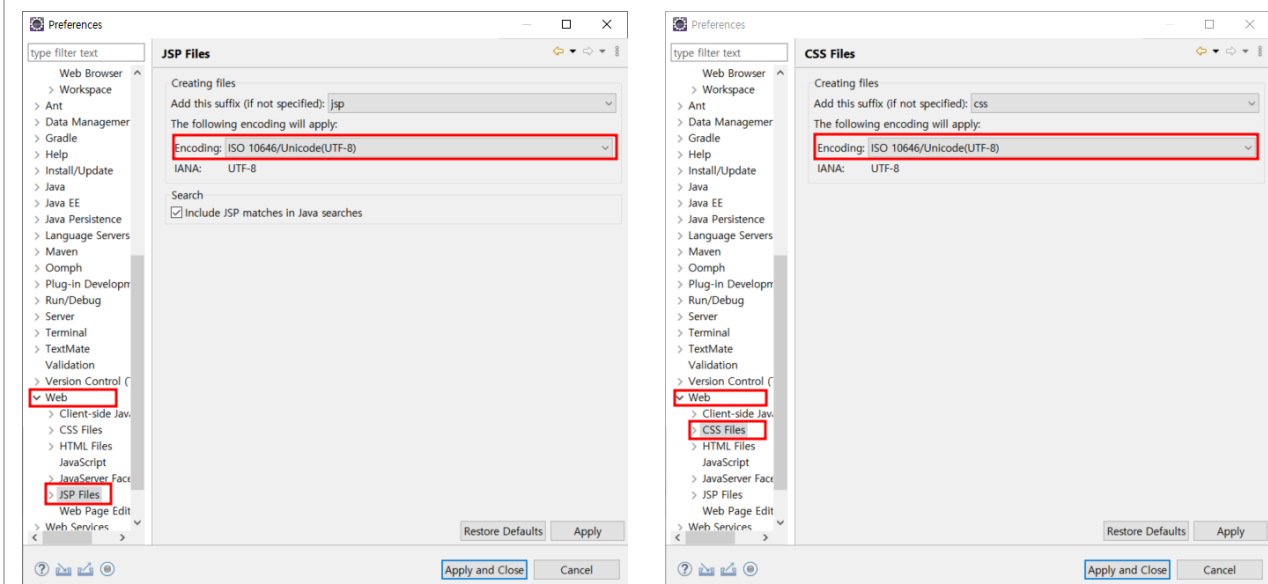 Preferences
type filter text
JSP Files
Web Browser
Workspace
Ant
Data Managemer
Gradle
Help
Install/Update
Java
Java EE
Java Persistence
Language Servers
Maven
Oomph
Plug-in Developm
Run/Debug
Server
Terminal
TextMate
Validation
Version Control (
Web
Client-side Java
CSS Files
HTML Files
JavaScript
JavaServer Face
JSP Files
Web Page Edit
Web Services
Creating files
Add this suffix (if not specified): jsp
The following encoding will apply:
Encoding: ISO 10646/Unicode(UTF-8)
IANA: UTF-8
Search
Include JSP matches in Java searches
Restore Defaults Apply
Apply and Close Cancel
Preferences
type filter text
CSS Files
Web Browser
Workspace
Ant
Data Managemer
Gradle
Help
Install/Update
Java
Java EE
Java Persistence
Language Servers
Maven
Oomph
Plug-in Developm
Run/Debug
Server
Terminal
TextMate
Validation
Version Control (
Web
Client-side Java
CSS Files
HTML Files
JavaScript
JavaServer Face
JSP Files
Web Page Edit
Web Services
Creating files
Add this suffix (if not specified): css
The following encoding will apply:
Encoding: ISO 10646/Unicode(UTF-8)
IANA: UTF-8
Restore Defaults Apply
Apply and Close Cancel